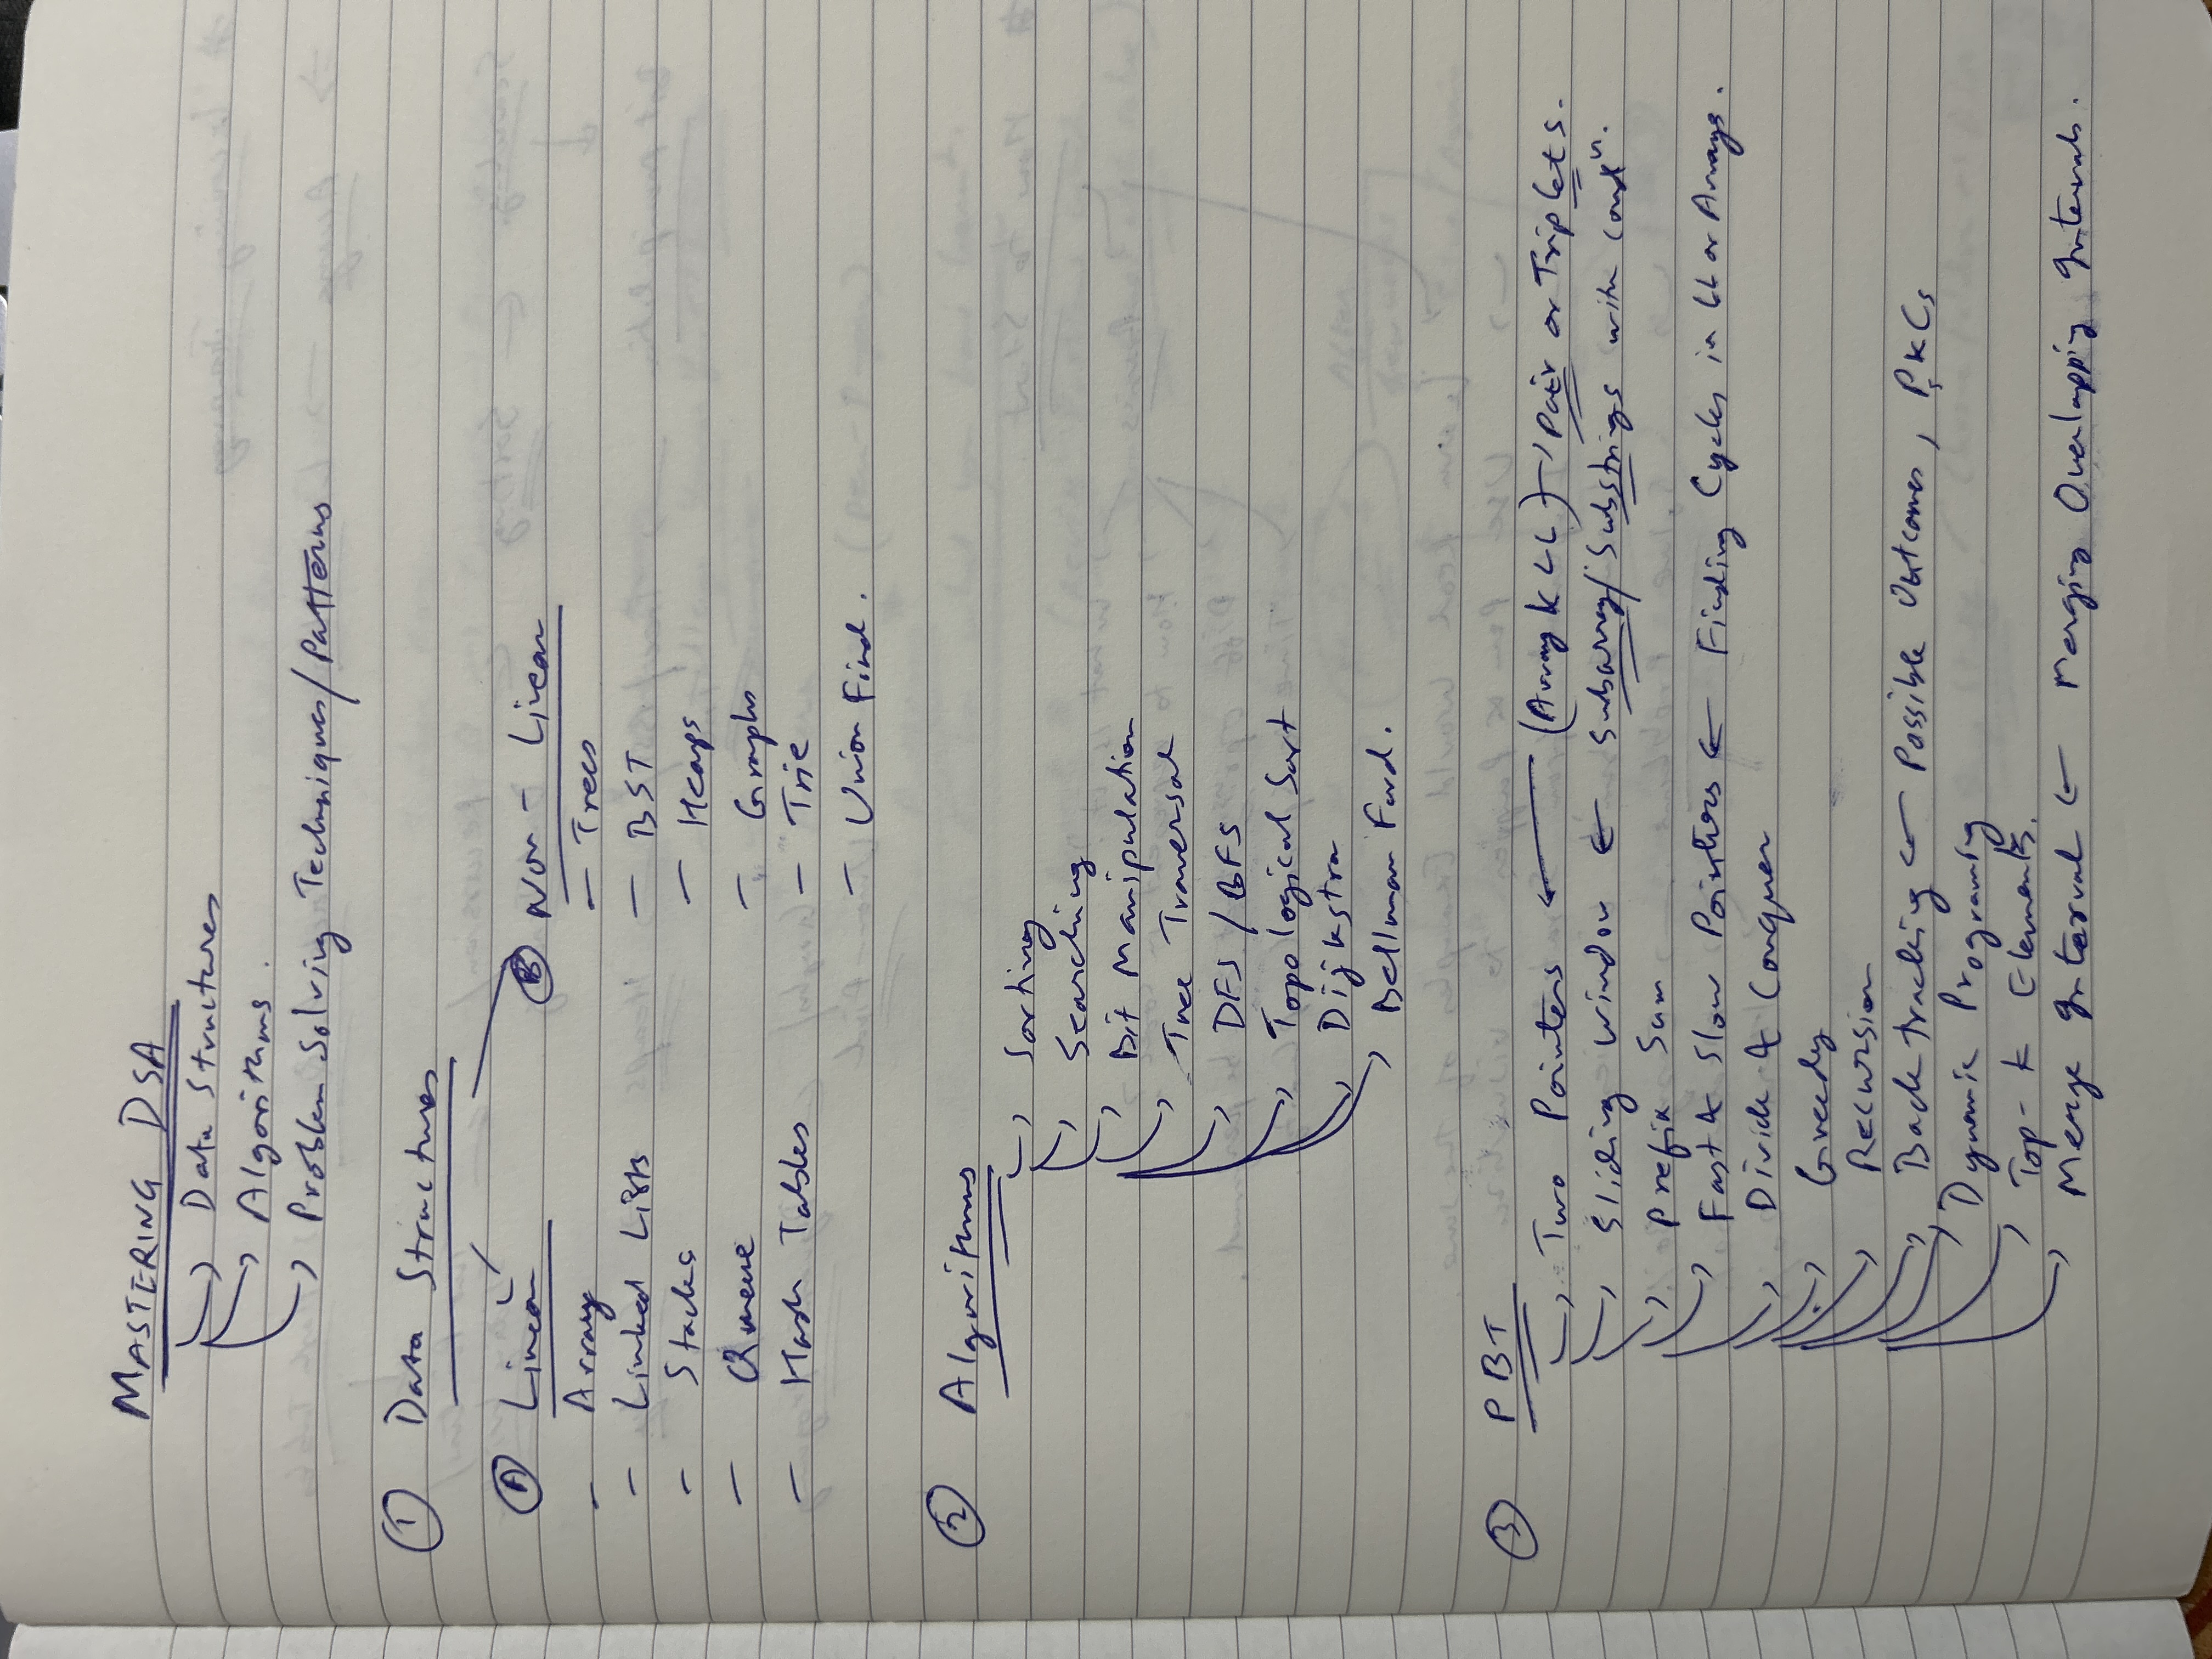 MASTERING DSA
→ Data Structures
→ Algorithms.
→ Problem Solving Techniques/Patterns
① Data Structures
Ⓐ Linear Ⓑ Non-Linear
- Array - Trees
- Linked Lists - BST
- Stacks - Heaps
- Queue - Graphs
- Hash Tables - Trie
- Union Find.
② Algorithms
→ Sorting
→ Searching
→ Bit Manipulation
→ Tree Traversal
→ DFS / BFS
→ Topological Sort
→ Dijkstra
→ Bellman Ford.
③ PBT
→ Two Pointers ← (Array & LL) → Pair or Triplets.
→ Sliding Window ← Subarray/Substrings with condⁿ.
→ Prefix Sum
→ Fast & Slow Pointers ← Finding Cycles in LL or Arrays.
→ Divide & Conquer
→ Greedy
→ Recursion
→ Backtracking ← Possible Outcomes, Ps & Cs
→ Dynamic Programing
→ Top-K Elements.
→ Merge Interval ← Merging Overlapping Intervals.